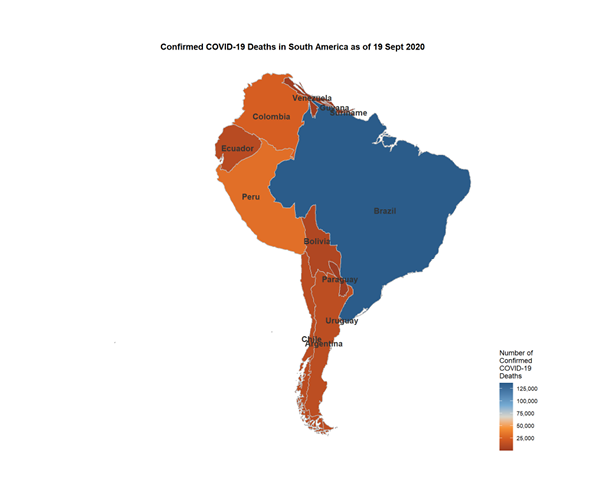 Confirmed COVID-19 Deaths in South America as of 19 Sept 2020
Venezuela
Guyana
Suriname
Colombia
Ecuador
Peru
Brazil
Bolivia
Paraguay
Uruguay
Chile
Argentina
Number of
Confirmed
COVID-19
Deaths
125,000
100,000
75,000
50,000
25,000